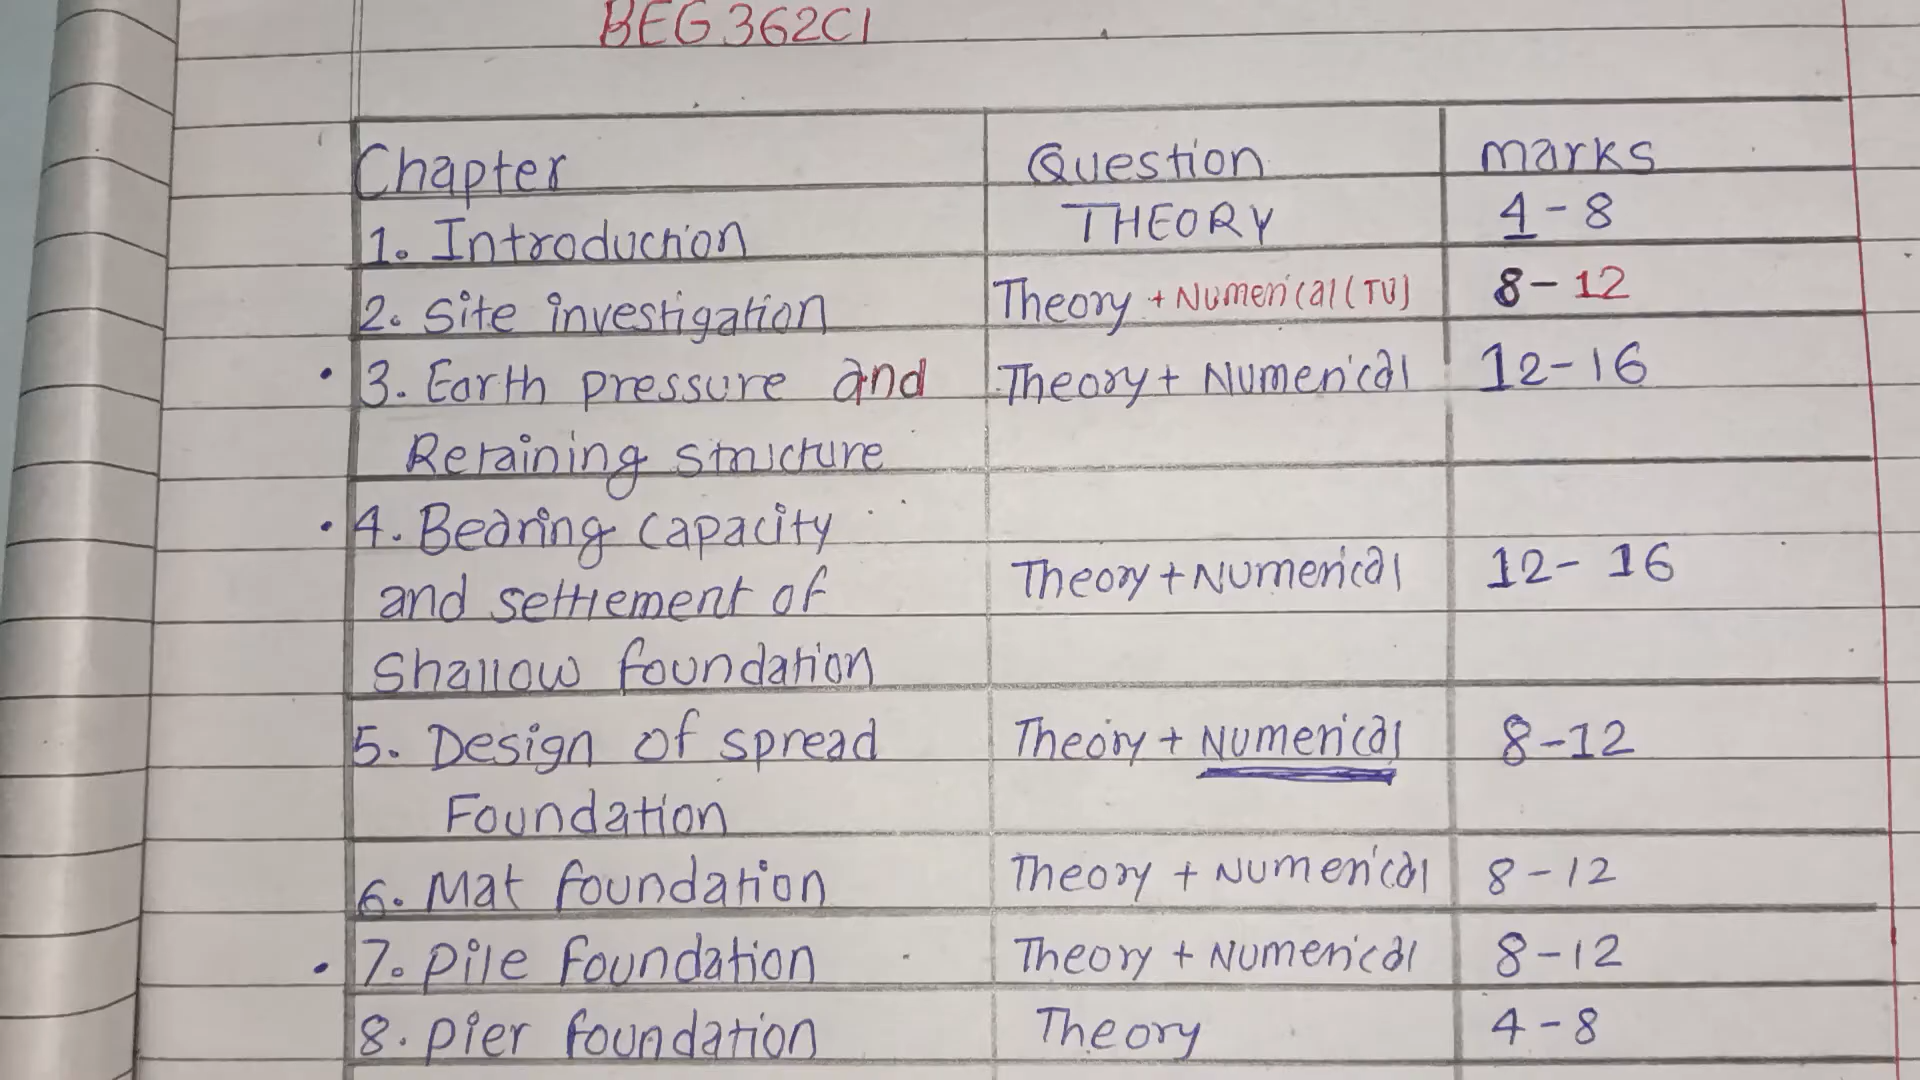 BEG362CI
Chapter Question marks
1. Introduction THEORY 4-8
2. Site investigation Theory + Numerical (TU) 8-12
3. Earth pressure and Theory + Numerical 12-16
Retaining structure
4. Bearing capacity
and settlement of Theory + Numerical 12-16
shallow foundation
5. Design of spread Theory + Numerical 8-12
Foundation
6. Mat foundation Theory + Numerical 8-12
7. pile foundation Theory + Numerical 8-12
8. pier foundation Theory 4-8